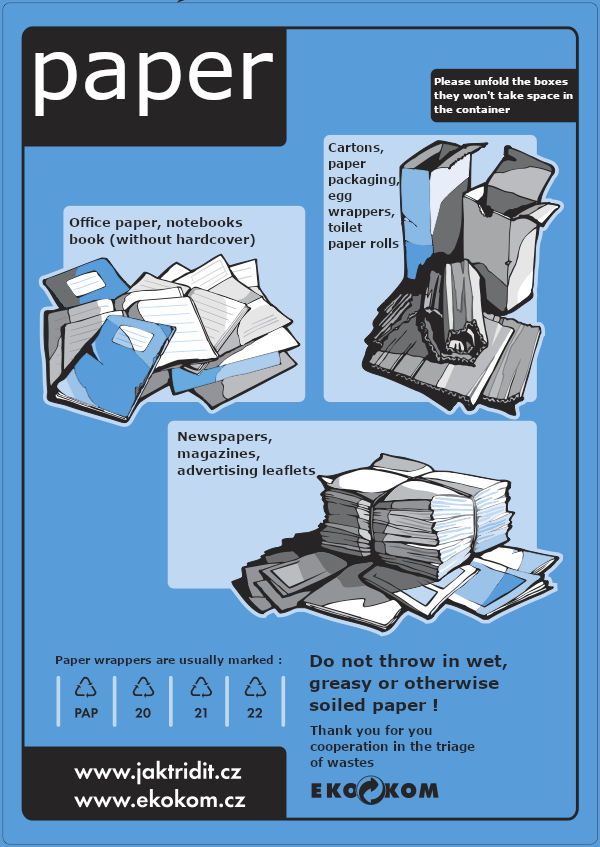 paper
Please unfold the boxes
they won't take space in
the container
Cartons,
paper
packaging,
egg
wrappers,
toilet
paper rolls
Office paper, notebooks
book (without hardcover)
Newspapers,
magazines,
advertising leaflets
Paper wrappers are usually marked :
PAP 20 21 22
Do not throw in wet,
greasy or otherwise
soiled paper !
Thank you for you
cooperation in the triage
of wastes
EKO KOM
www.jaktridit.cz
www.ekokom.cz